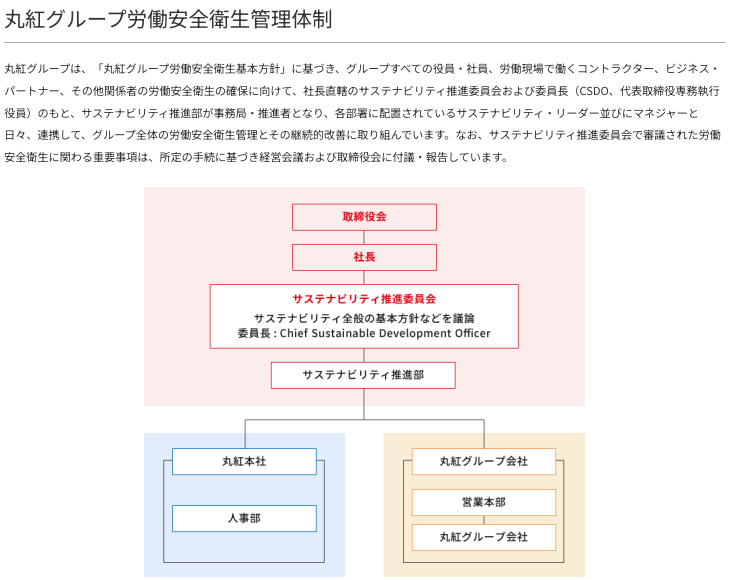 丸紅グループ労働安全衛生管理体制
丸紅グループは、「丸紅グループ労働安全衛生基本方針」に基づき、グループすべての役員・社員、労働現場で働くコントラクター、ビジネス・
パートナー、その他関係者の労働安全衛生の確保に向けて、社長直轄のサステナビリティ推進委員会および委員長（CSDO、代表取締役専務執行
役員）のもと、サステナビリティ推進部が事務局・推進者となり、各部署に配置されているサステナビリティ・リーダー並びにマネジャーと
日々、連携して、グループ全体の労働安全衛生管理とその継続的改善に取り組んでいます。なお、サステナビリティ推進委員会で審議された労働
安全衛生に関わる重要事項は、所定の手続に基づき経営会議および取締役会に付議・報告しています。
取締役会
社長
サステナビリティ推進委員会
サステナビリティ全般の基本方針などを議論
委員長 : Chief Sustainable Development Officer
サステナビリティ推進部
丸紅本社
人事部
丸紅グループ会社
営業本部
丸紅グループ会社